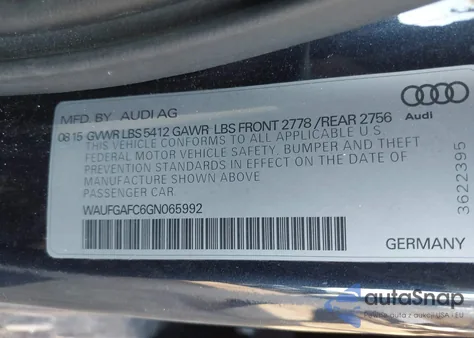 MFD. BY AUDI AG
08 15 GVWR LBS 5412 GAWR LBS FRONT 2778 / REAR 2756
THIS VEHICLE CONFORMS TO ALL APPLICABLE U S
FEDERAL MOTOR VEHICLE SAFETY, BUMPER AND THEFT
PREVENTION STANDARDS IN EFFECT ON THE DATE OF
MANUFACTURE SHOWN ABOVE
PASSENGER CAR.
WAUFGAFC6GN065992
GERMANY
Audi
3622395
autoSnap